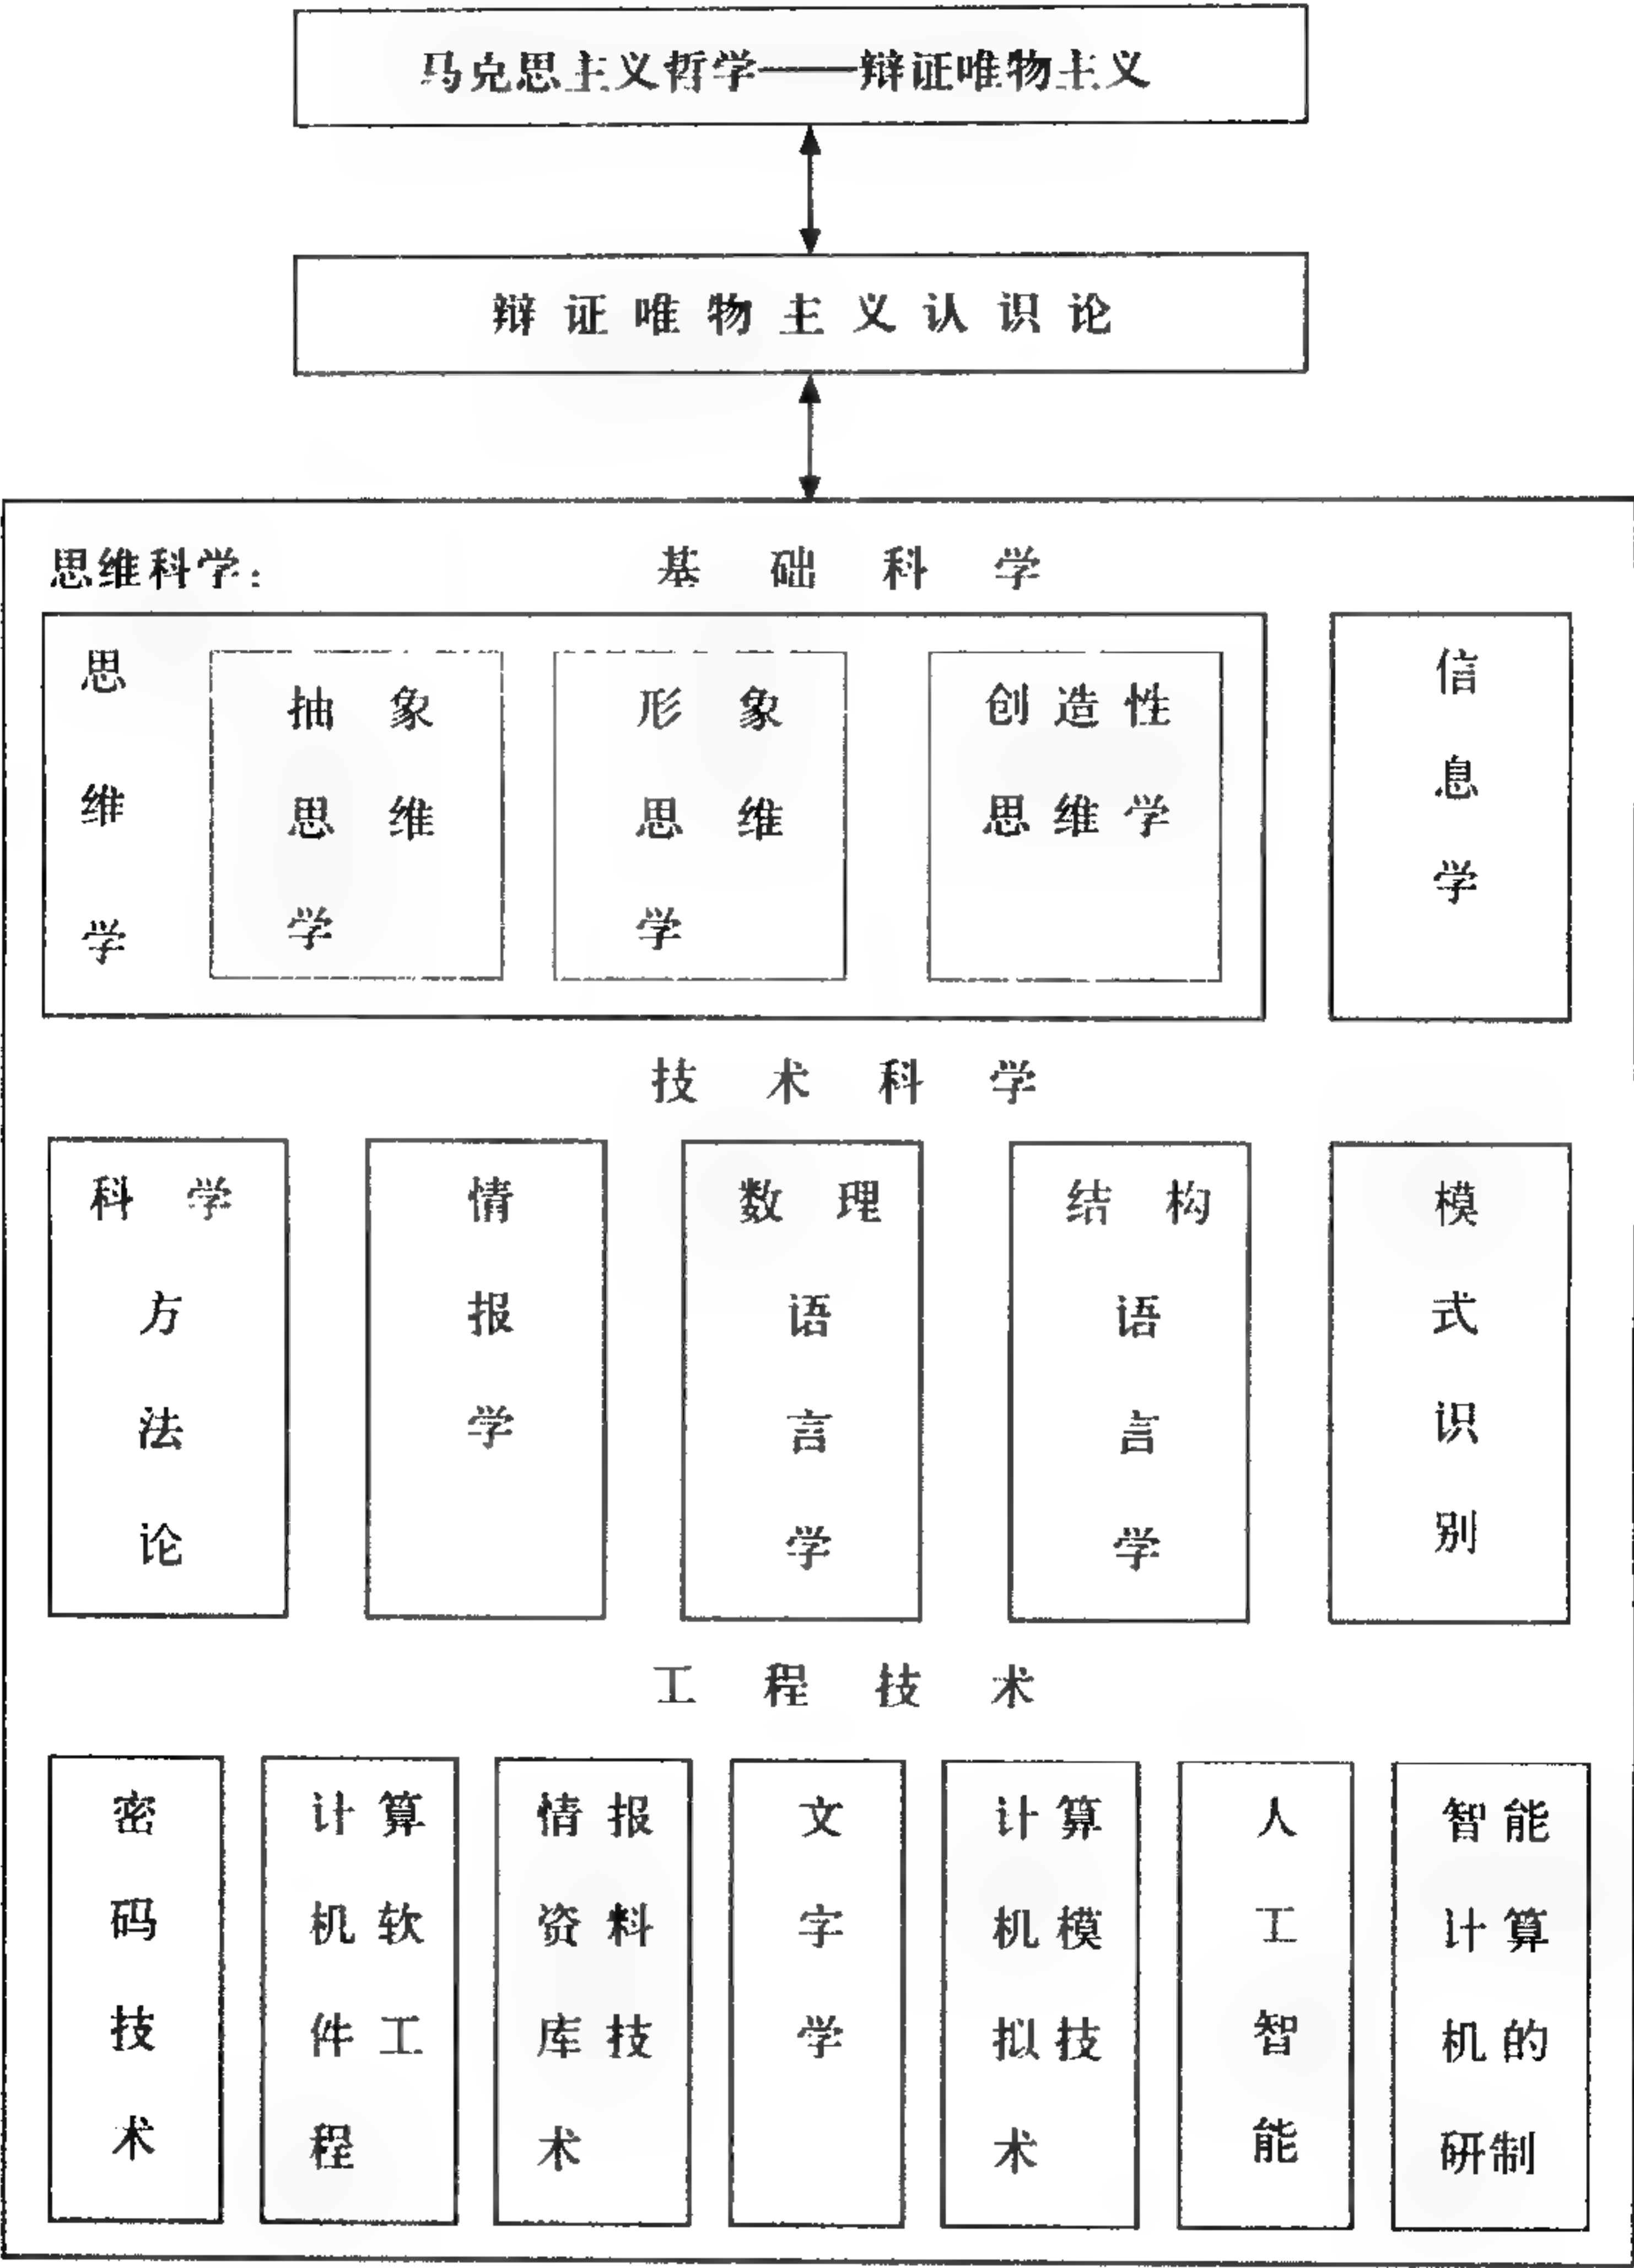 马克思主义哲学——辩证唯物主义
辩证唯物主义认识论
思维科学：
基础科学
思维学
抽象
思维
学
形象
思维
学
创造性
思维学
信息学
技术科学
科学
方
法
论
情报学
数理
语
言
学
结构
语
言
学
模式识别
工程技术
密码技术
计算
机软
件工
程
情报
资料
库技
术
文字学
计算
机模
拟技
术
人工智能
智能
计算
机的
研制